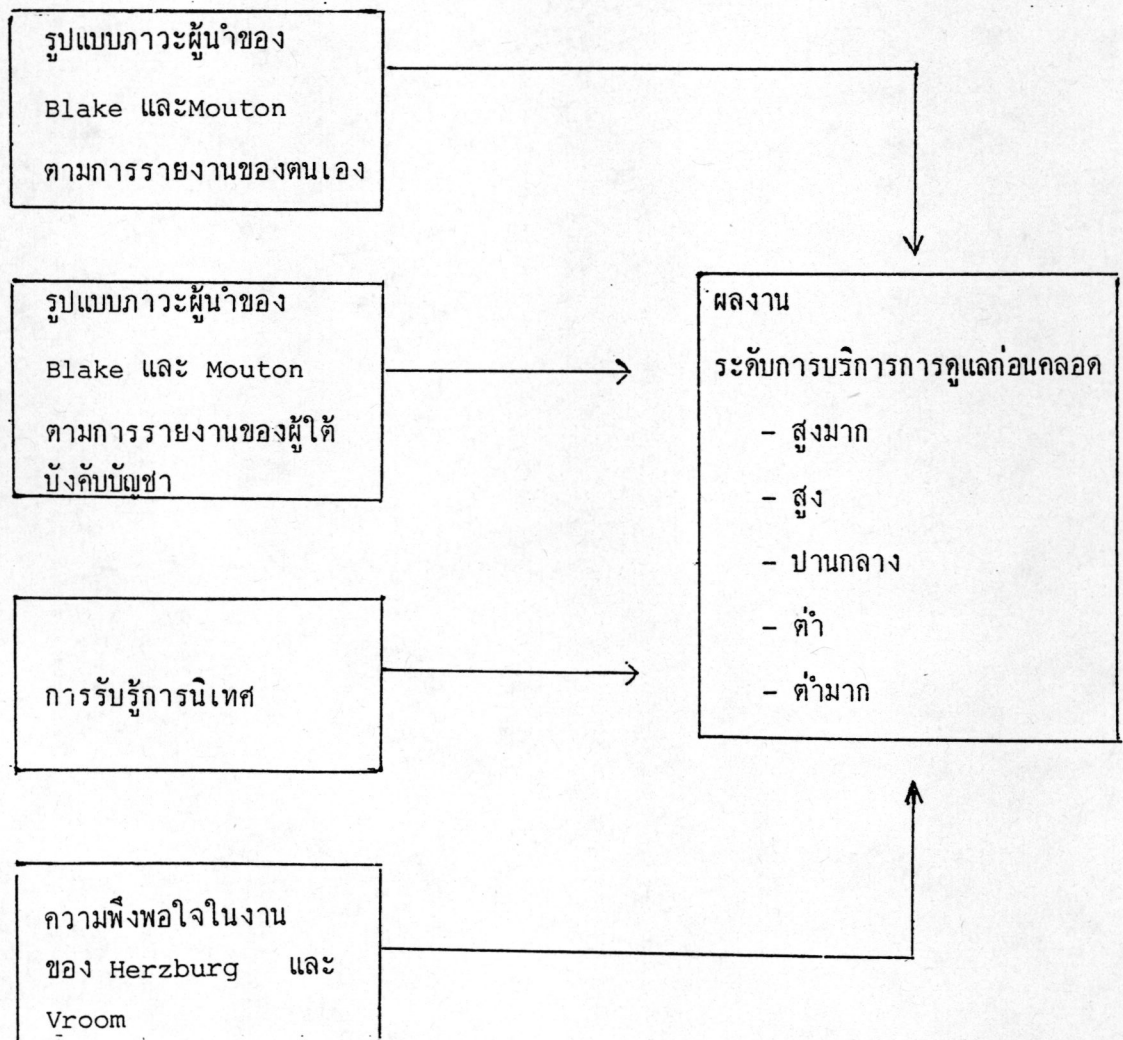 รูปแบบภาวะผู้นำของ
Blake และMouton
ตามการรายงานของตนเอง
รูปแบบภาวะผู้นำของ
Blake และ Mouton
ตามการรายงานของผู้ใต้
บังคับบัญชา
การรับรู้การนิเทศ
ความพึงพอใจในงาน
ของ Herzburg และ
Vroom
ผลงาน
ระดับการบริการการดูแลก่อนคลอด
- สูงมาก
- สูง
- ปานกลาง
- ต่ำ
- ต่ำมาก